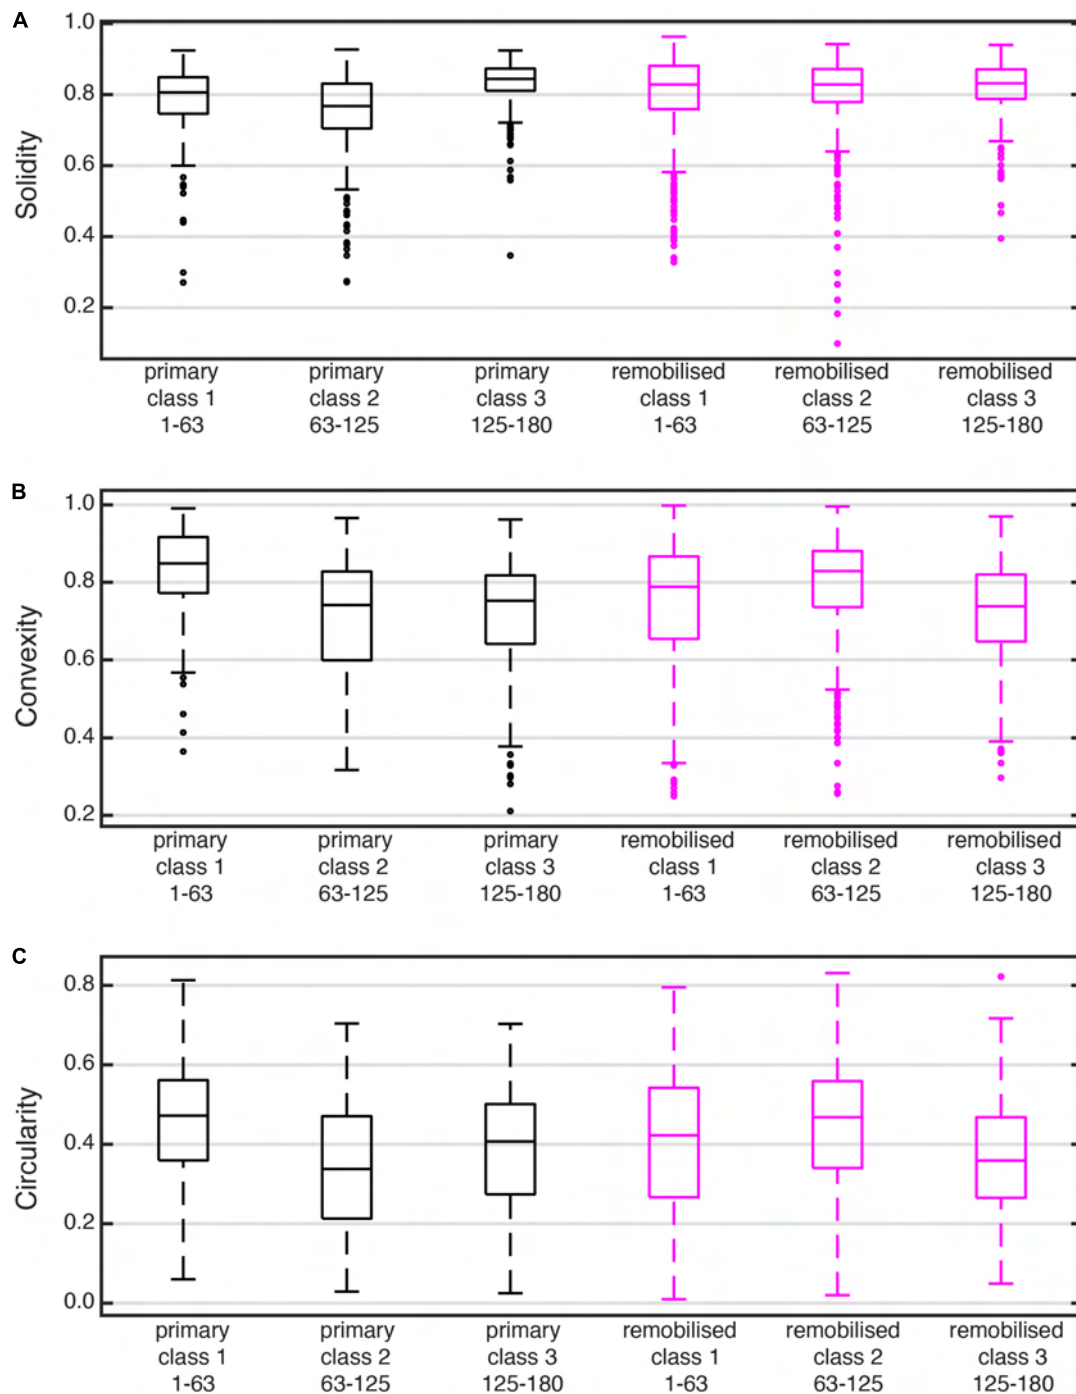 A
Solidity
1.0
0.8
0.6
0.4
0.2
primary primary primary remobilised remobilised remobilised
class 1 class 2 class 3 class 1 class 2 class 3
1-63 63-125 125-180 1-63 63-125 125-180
B
Convexity
1.0
0.8
0.6
0.4
0.2
primary primary primary remobilised remobilised remobilised
class 1 class 2 class 3 class 1 class 2 class 3
1-63 63-125 125-180 1-63 63-125 125-180
C
Circularity
0.8
0.6
0.4
0.2
0.0
primary primary primary remobilised remobilised remobilised
class 1 class 2 class 3 class 1 class 2 class 3
1-63 63-125 125-180 1-63 63-125 125-180